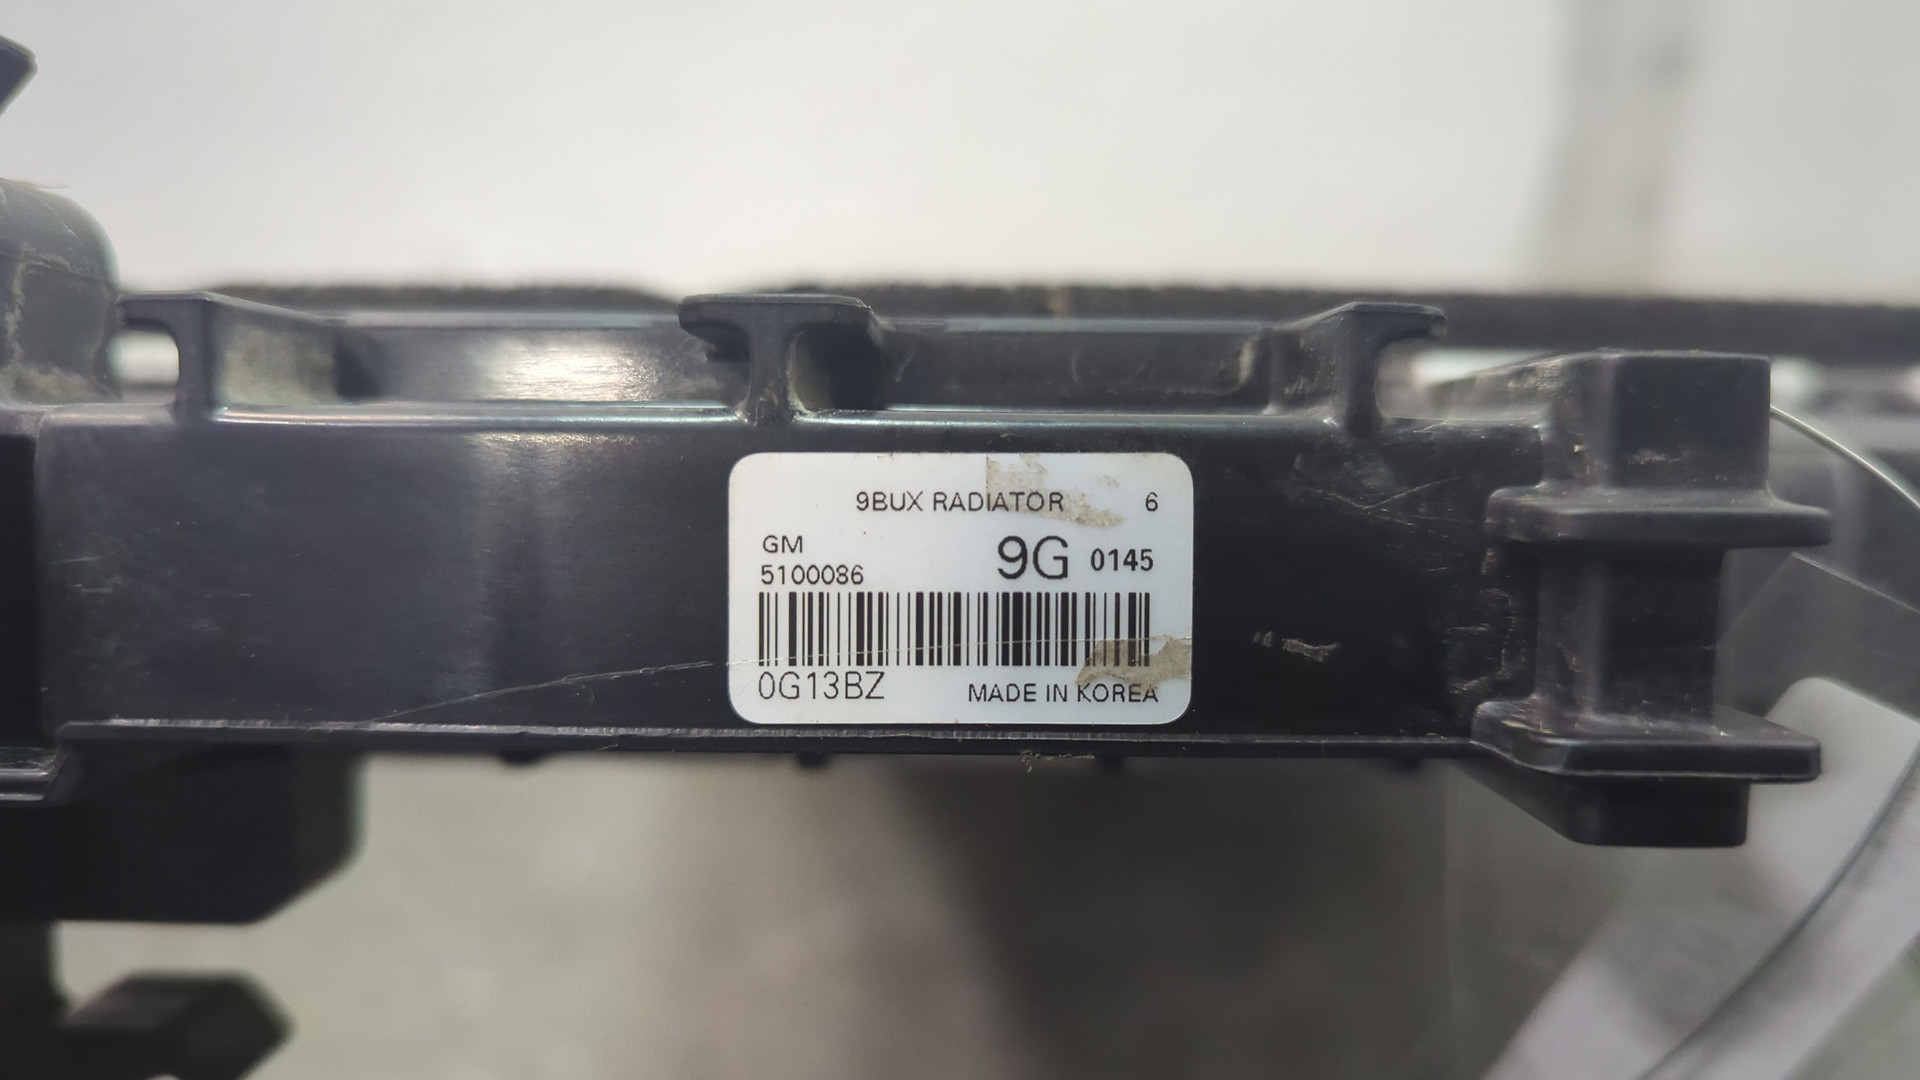 9BUX RADIATOR 6
GM
5100086 9G 0145
0G13BZ MADE IN KOREA